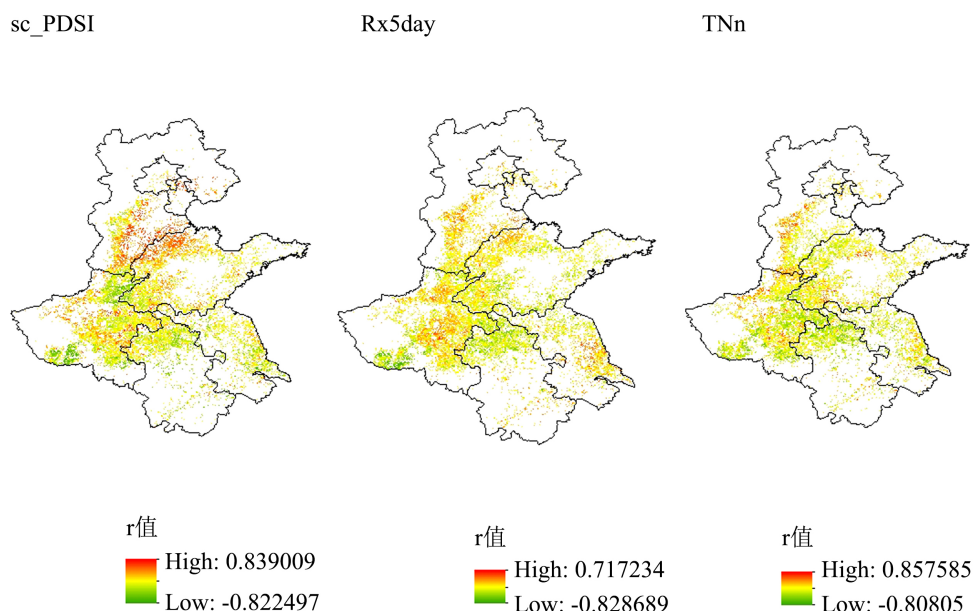 sc_PDSI
Rx5day
TNn
r值
High: 0.839009
Low: -0.822497
r值
High: 0.717234
Low: -0.828689
r值
High: 0.857585
Low: -0.80805